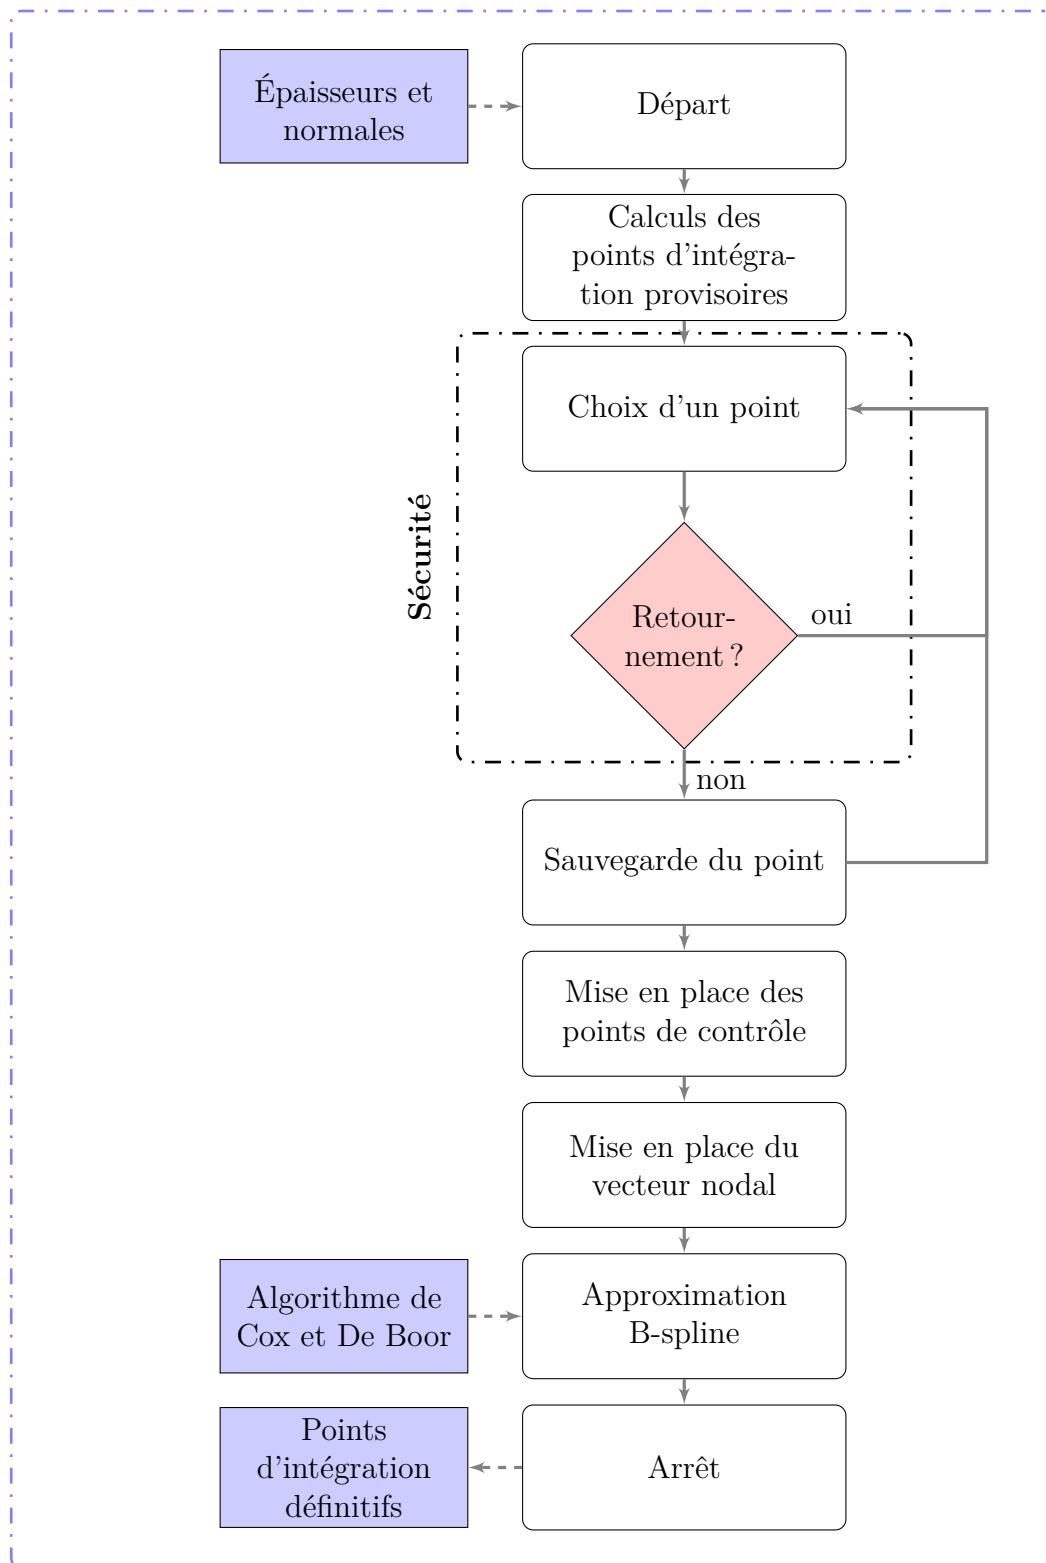 Épaisseurs et
normales
Départ
Calculs des
points d'intégra-
tion provisoires
Choix d'un point
Sécurité
Retour-
nement ?
oui
non
Sauvegarde du point
Mise en place des
points de contrôle
Mise en place du
vecteur nodal
Algorithme de
Cox et De Boor
Approximation
B-spline
Points
d'intégration
définitifs
Arrêt